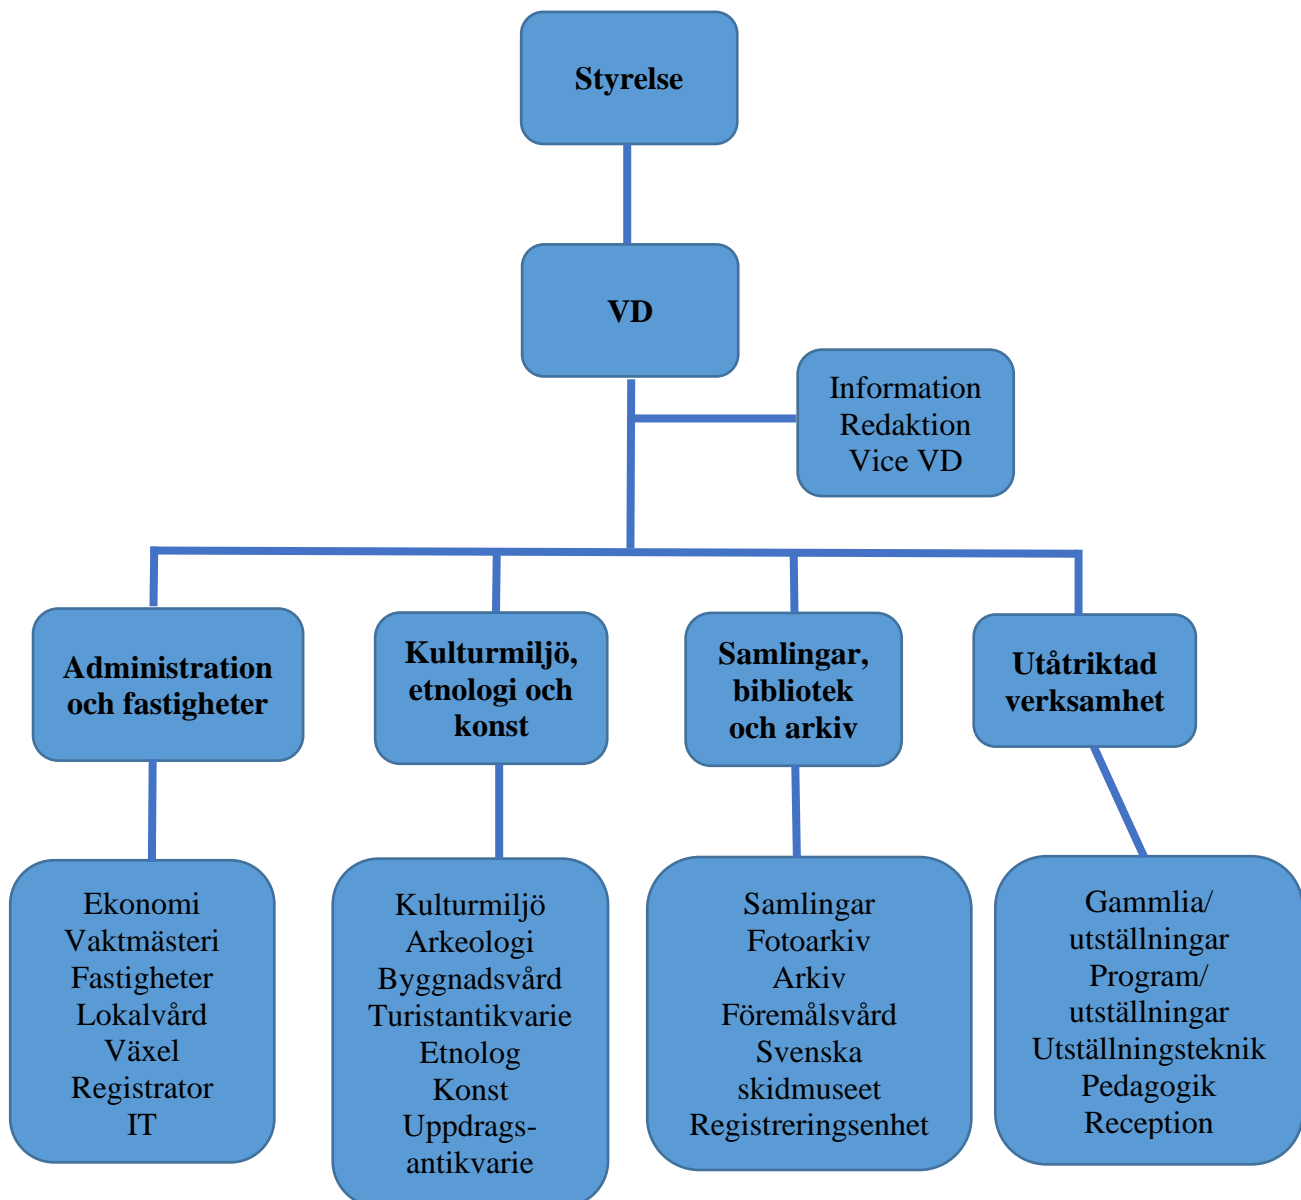 Styrelse
VD
Information
Redaktion
Vice VD
Administration
och fastigheter
Kulturmiljö,
etnologi och
konst
Samlingar,
bibliotek
och arkiv
Utåtriktad
verksamhet
Ekonomi
Vaktmästeri
Fastigheter
Lokalvård
Växel
Registrator
IT
Kulturmiljö
Arkeologi
Byggnadsvård
Turistantikvarie
Etnolog
Konst
Uppdrags-
antikvarie
Samlingar
Fotoarkiv
Arkiv
Föremålsvård
Svenska
skidmuseet
Registreringsenhet
Gammlia/
utställningar
Program/
utställningar
Utställningsteknik
Pedagogik
Reception